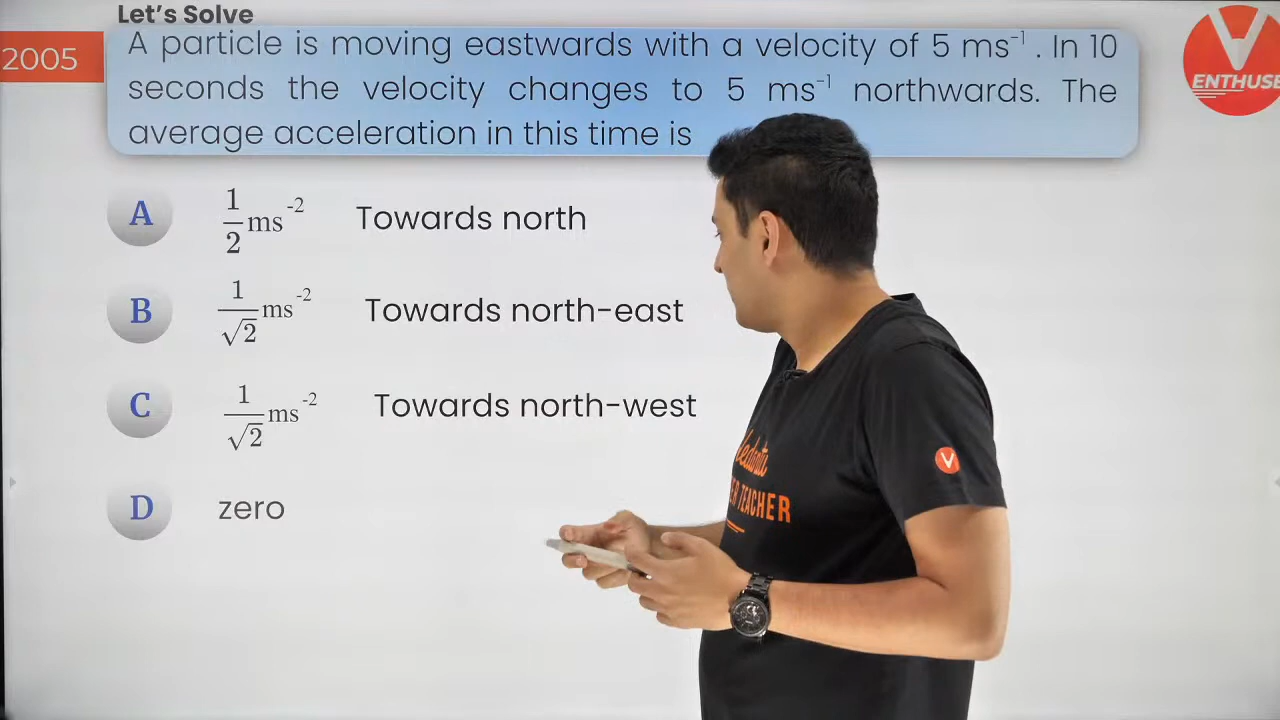 Let's Solve
2005
A particle is moving eastwards with a velocity of 5 ms⁻¹ . In 10
seconds the velocity changes to 5 ms⁻¹ northwards. The
average acceleration in this time is
V
ENTHUSE
A 1/2 ms⁻² Towards north
B 1/√2 ms⁻² Towards north-east
C 1/√2 ms⁻² Towards north-west
D zero
Vedantu
TEACHER
V